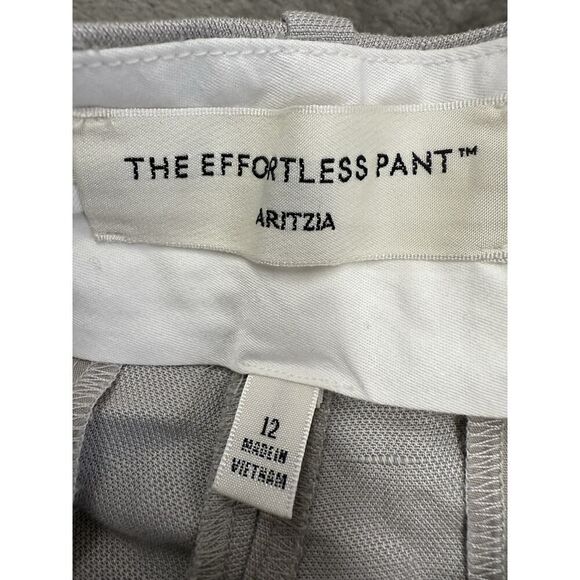 THE EFFORTLESS PANT™
ARITZIA
12
MADE IN
VIETNAM